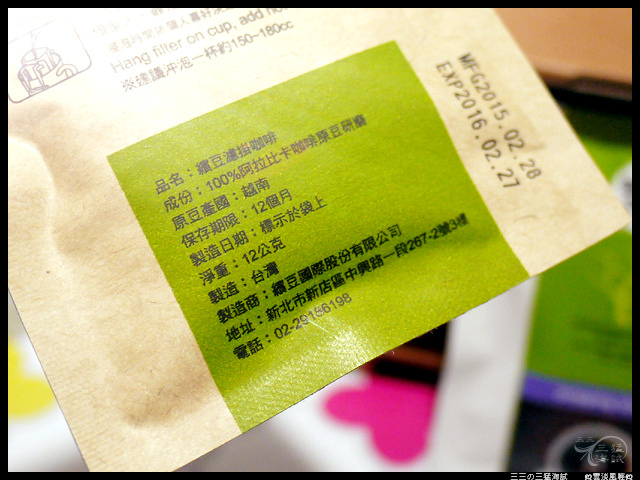 Hang filter on cup, add ho
※建議沖泡一杯約150-180cc
MFG2015.02.28
EXP2016.02.27
品名：纘豆濾掛咖啡
成份：100%阿拉比卡咖啡原豆研磨
原豆產國：越南
保存期限：12個月
製造日期：標示於袋上
淨重：12公克
製造：台灣
製造商：纘豆國際股份有限公司
地址：新北市新店區中興路一段267-2號3樓
電話：02-29186198
三三の三猛海賊